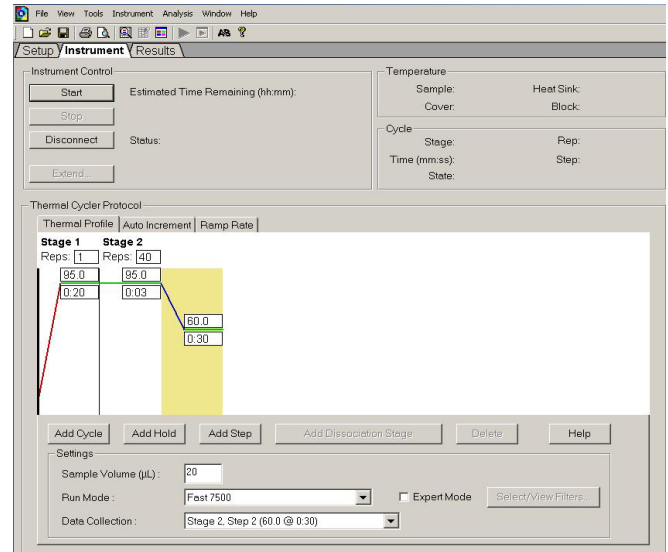 File View Tools Instrument Analysis Window Help
Setup Instrument Results
Instrument Control
Start Estimated Time Remaining (hh:mm):
Stop
Disconnect Status:
Extend...
Temperature
Sample: Heat Sink:
Cover: Block:
Cycle
Stage: Rep:
Time (mm:ss): Step:
State:
Thermal Cycler Protocol
Thermal Profile Auto Increment Ramp Rate
Stage 1 Stage 2
Reps: 1 Reps: 40
95.0 95.0
0:20 0:03
60.0
0:30
Add Cycle Add Hold Add Step Add Dissociation Stage Delete Help
Settings
Sample Volume (µL) : 20
Run Mode : Fast 7500 Expert Mode Select/View Filters...
Data Collection : Stage 2, Step 2 (60.0 @ 0:30)